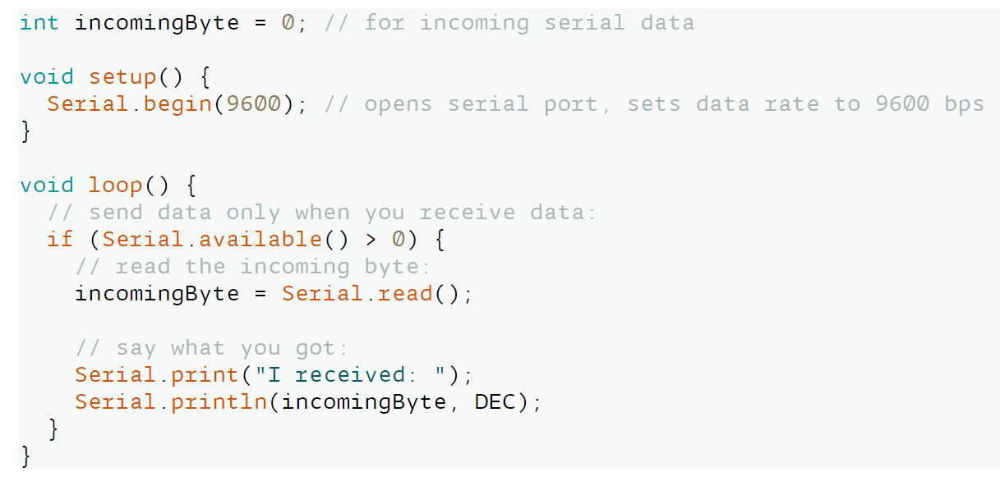 int incomingByte = 0; // for incoming serial data
void setup() {
  Serial.begin(9600); // opens serial port, sets data rate to 9600 bps
}
void loop() {
  // send data only when you receive data:
  if (Serial.available() > 0) {
    // read the incoming byte:
    incomingByte = Serial.read();
    // say what you got:
    Serial.print("I received: ");
    Serial.println(incomingByte, DEC);
  }
}